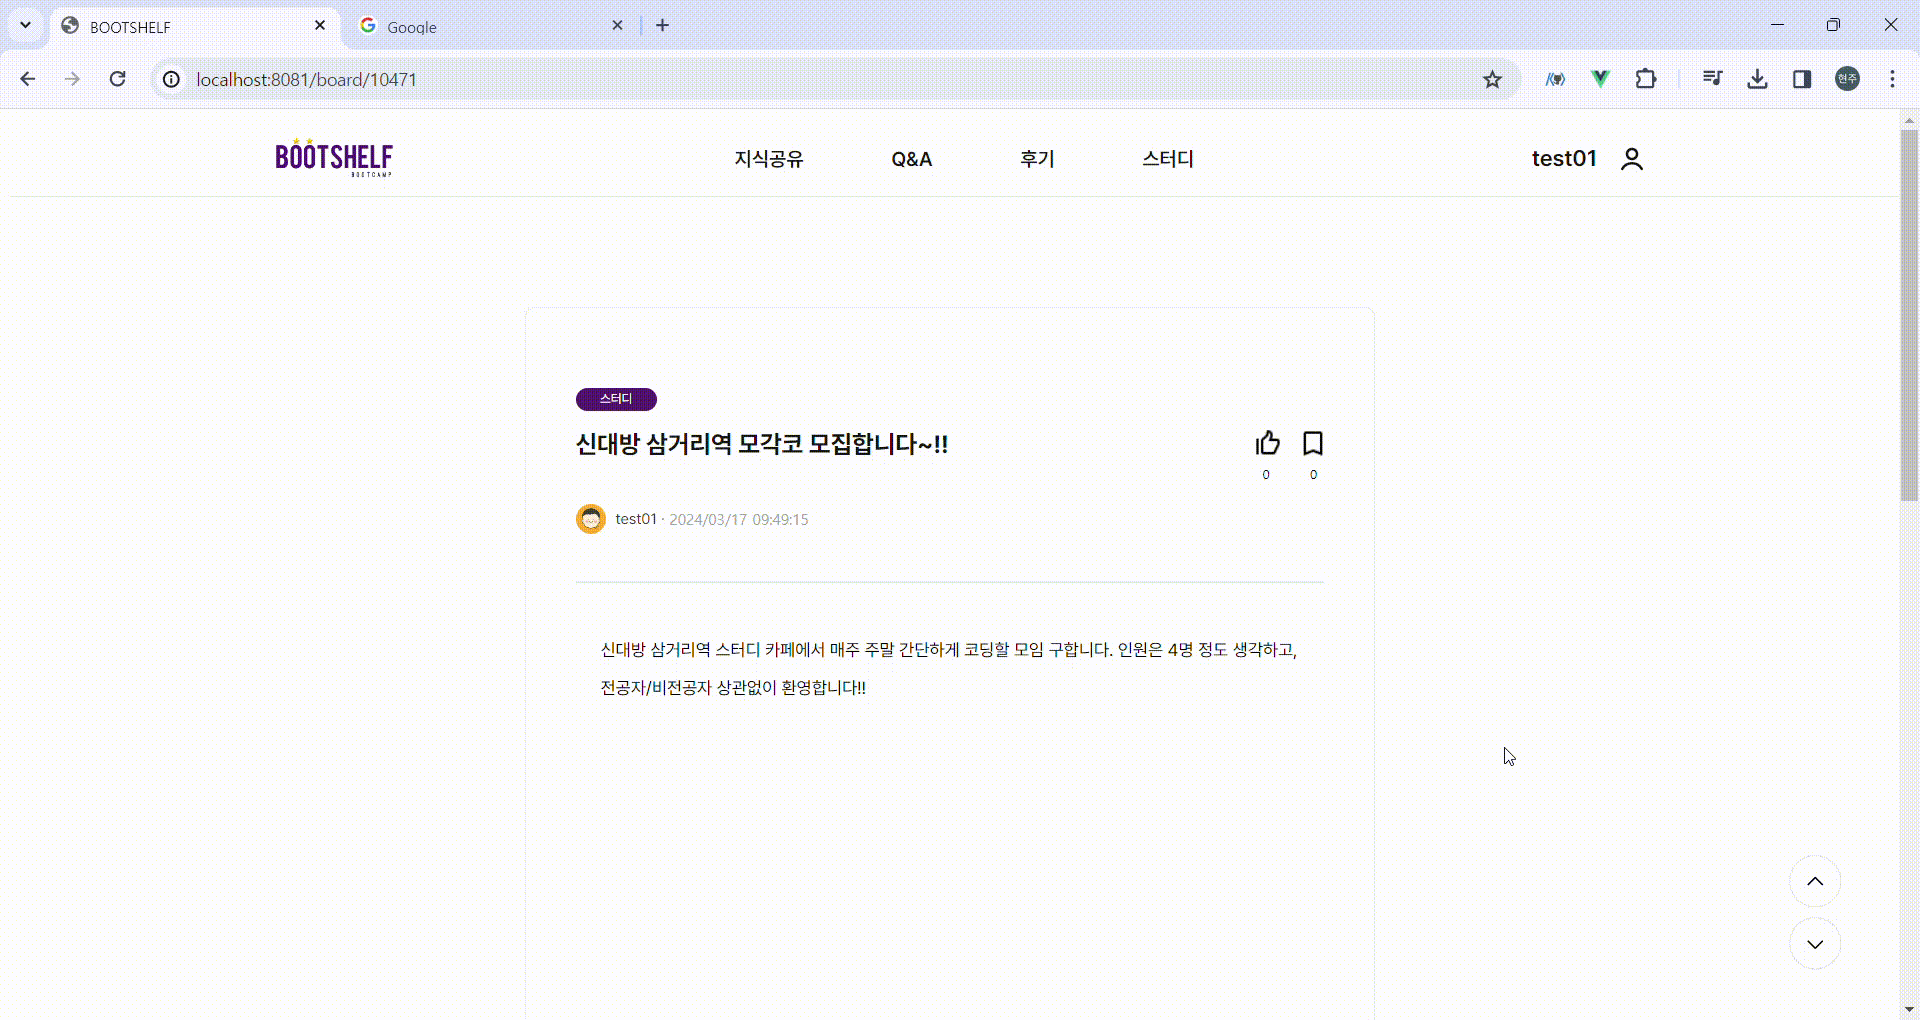 BOOTSHELF
Google
localhost:8081/board/10471
현주
BOOTSHELF
BOOTCAMP
지식공유
Q&A
후기
스터디
test01
스터디
신대방 삼거리역 모각코 모집합니다~!!
0
0
test01 · 2024/03/17 09:49:15
신대방 삼거리역 스터디 카페에서 매주 주말 간단하게 코딩할 모임 구합니다. 인원은 4명 정도 생각하고,
전공자/비전공자 상관없이 환영합니다!!